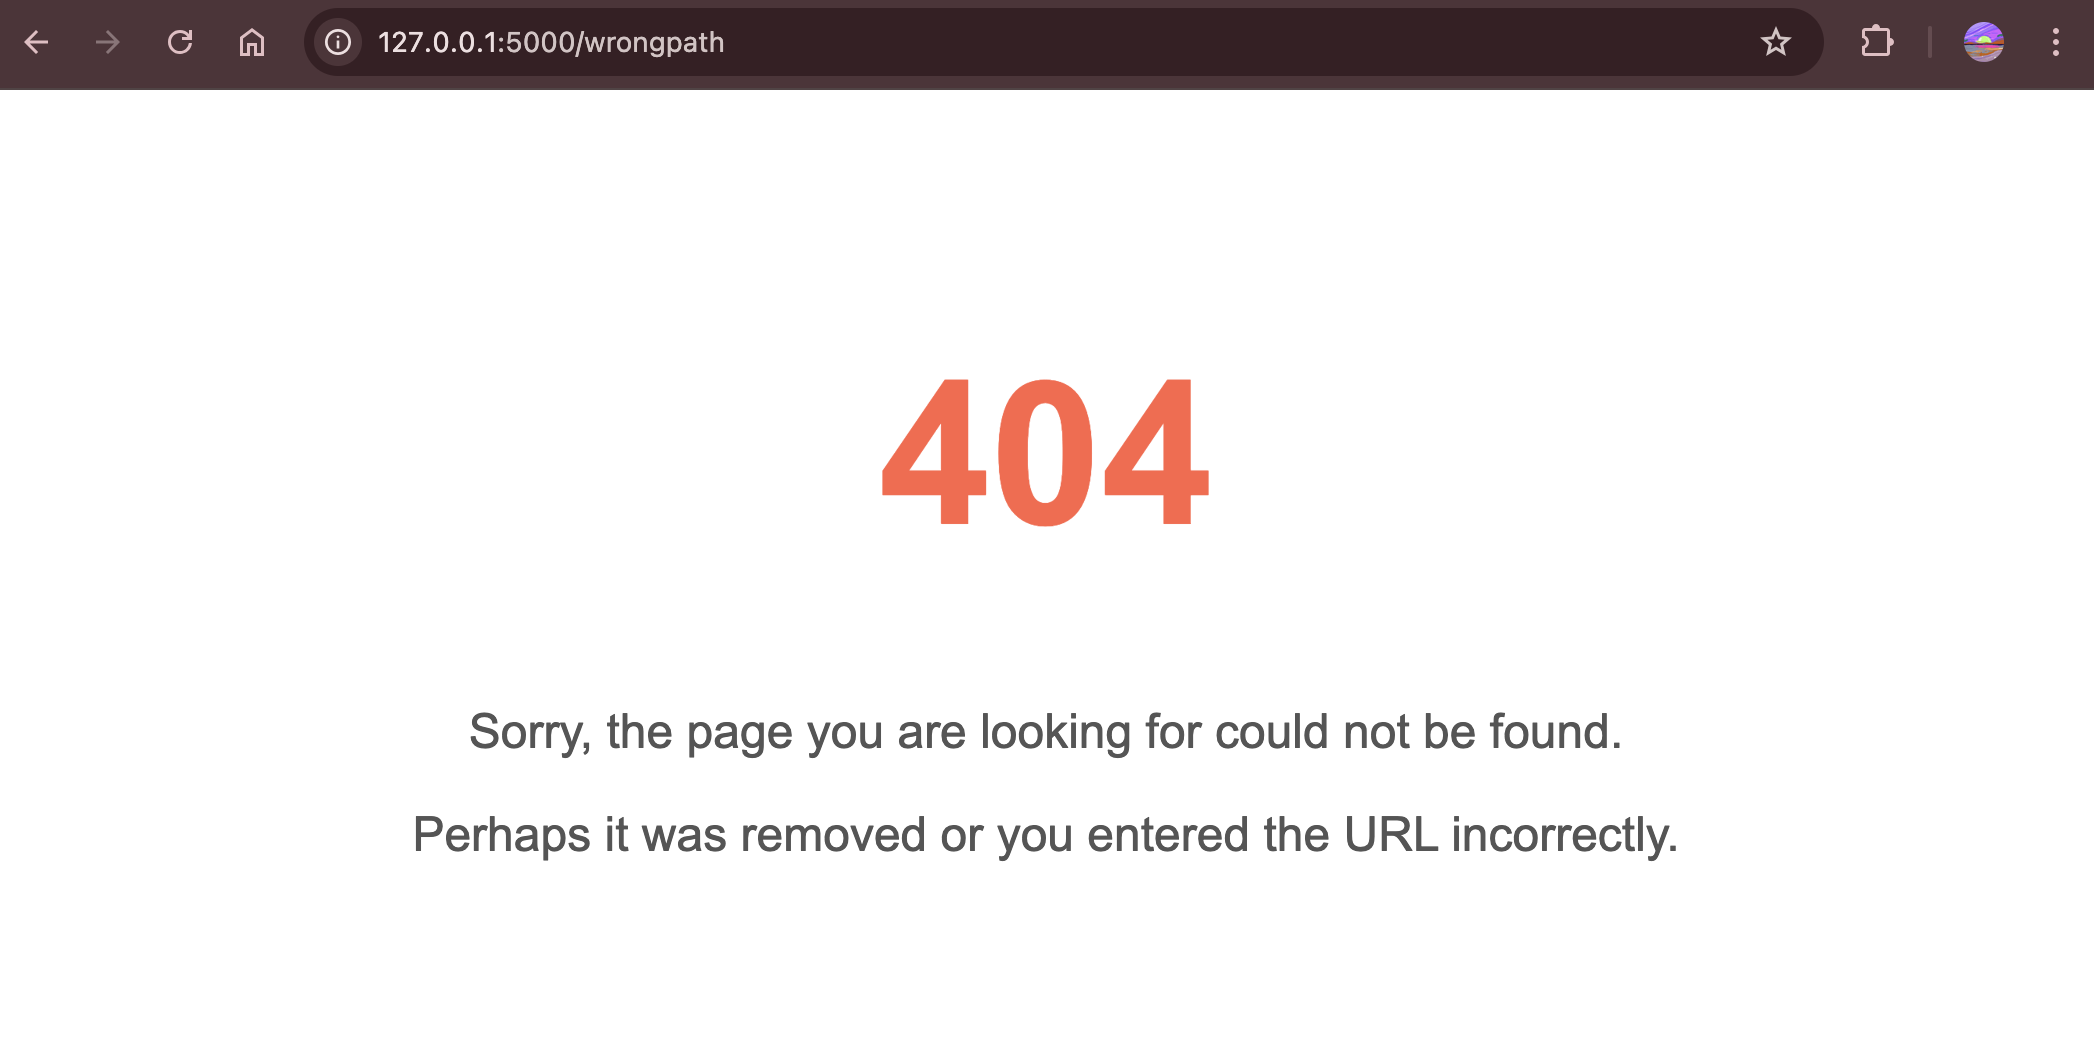 127.0.0.1:5000/wrongpath
404
Sorry, the page you are looking for could not be found.
Perhaps it was removed or you entered the URL incorrectly.